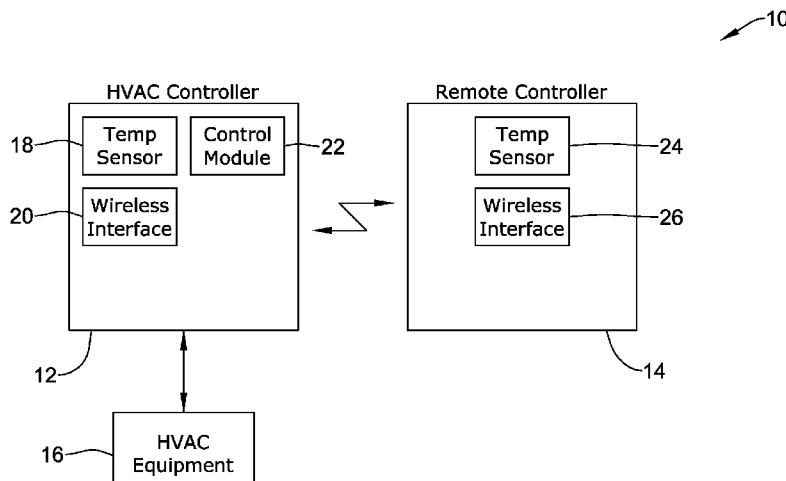 10
HVAC Controller
Remote Controller
18
Temp
Sensor
Control
Module
22
Temp
Sensor
24
20
Wireless
Interface
Wireless
Interface
26
12
14
16
HVAC
Equipment